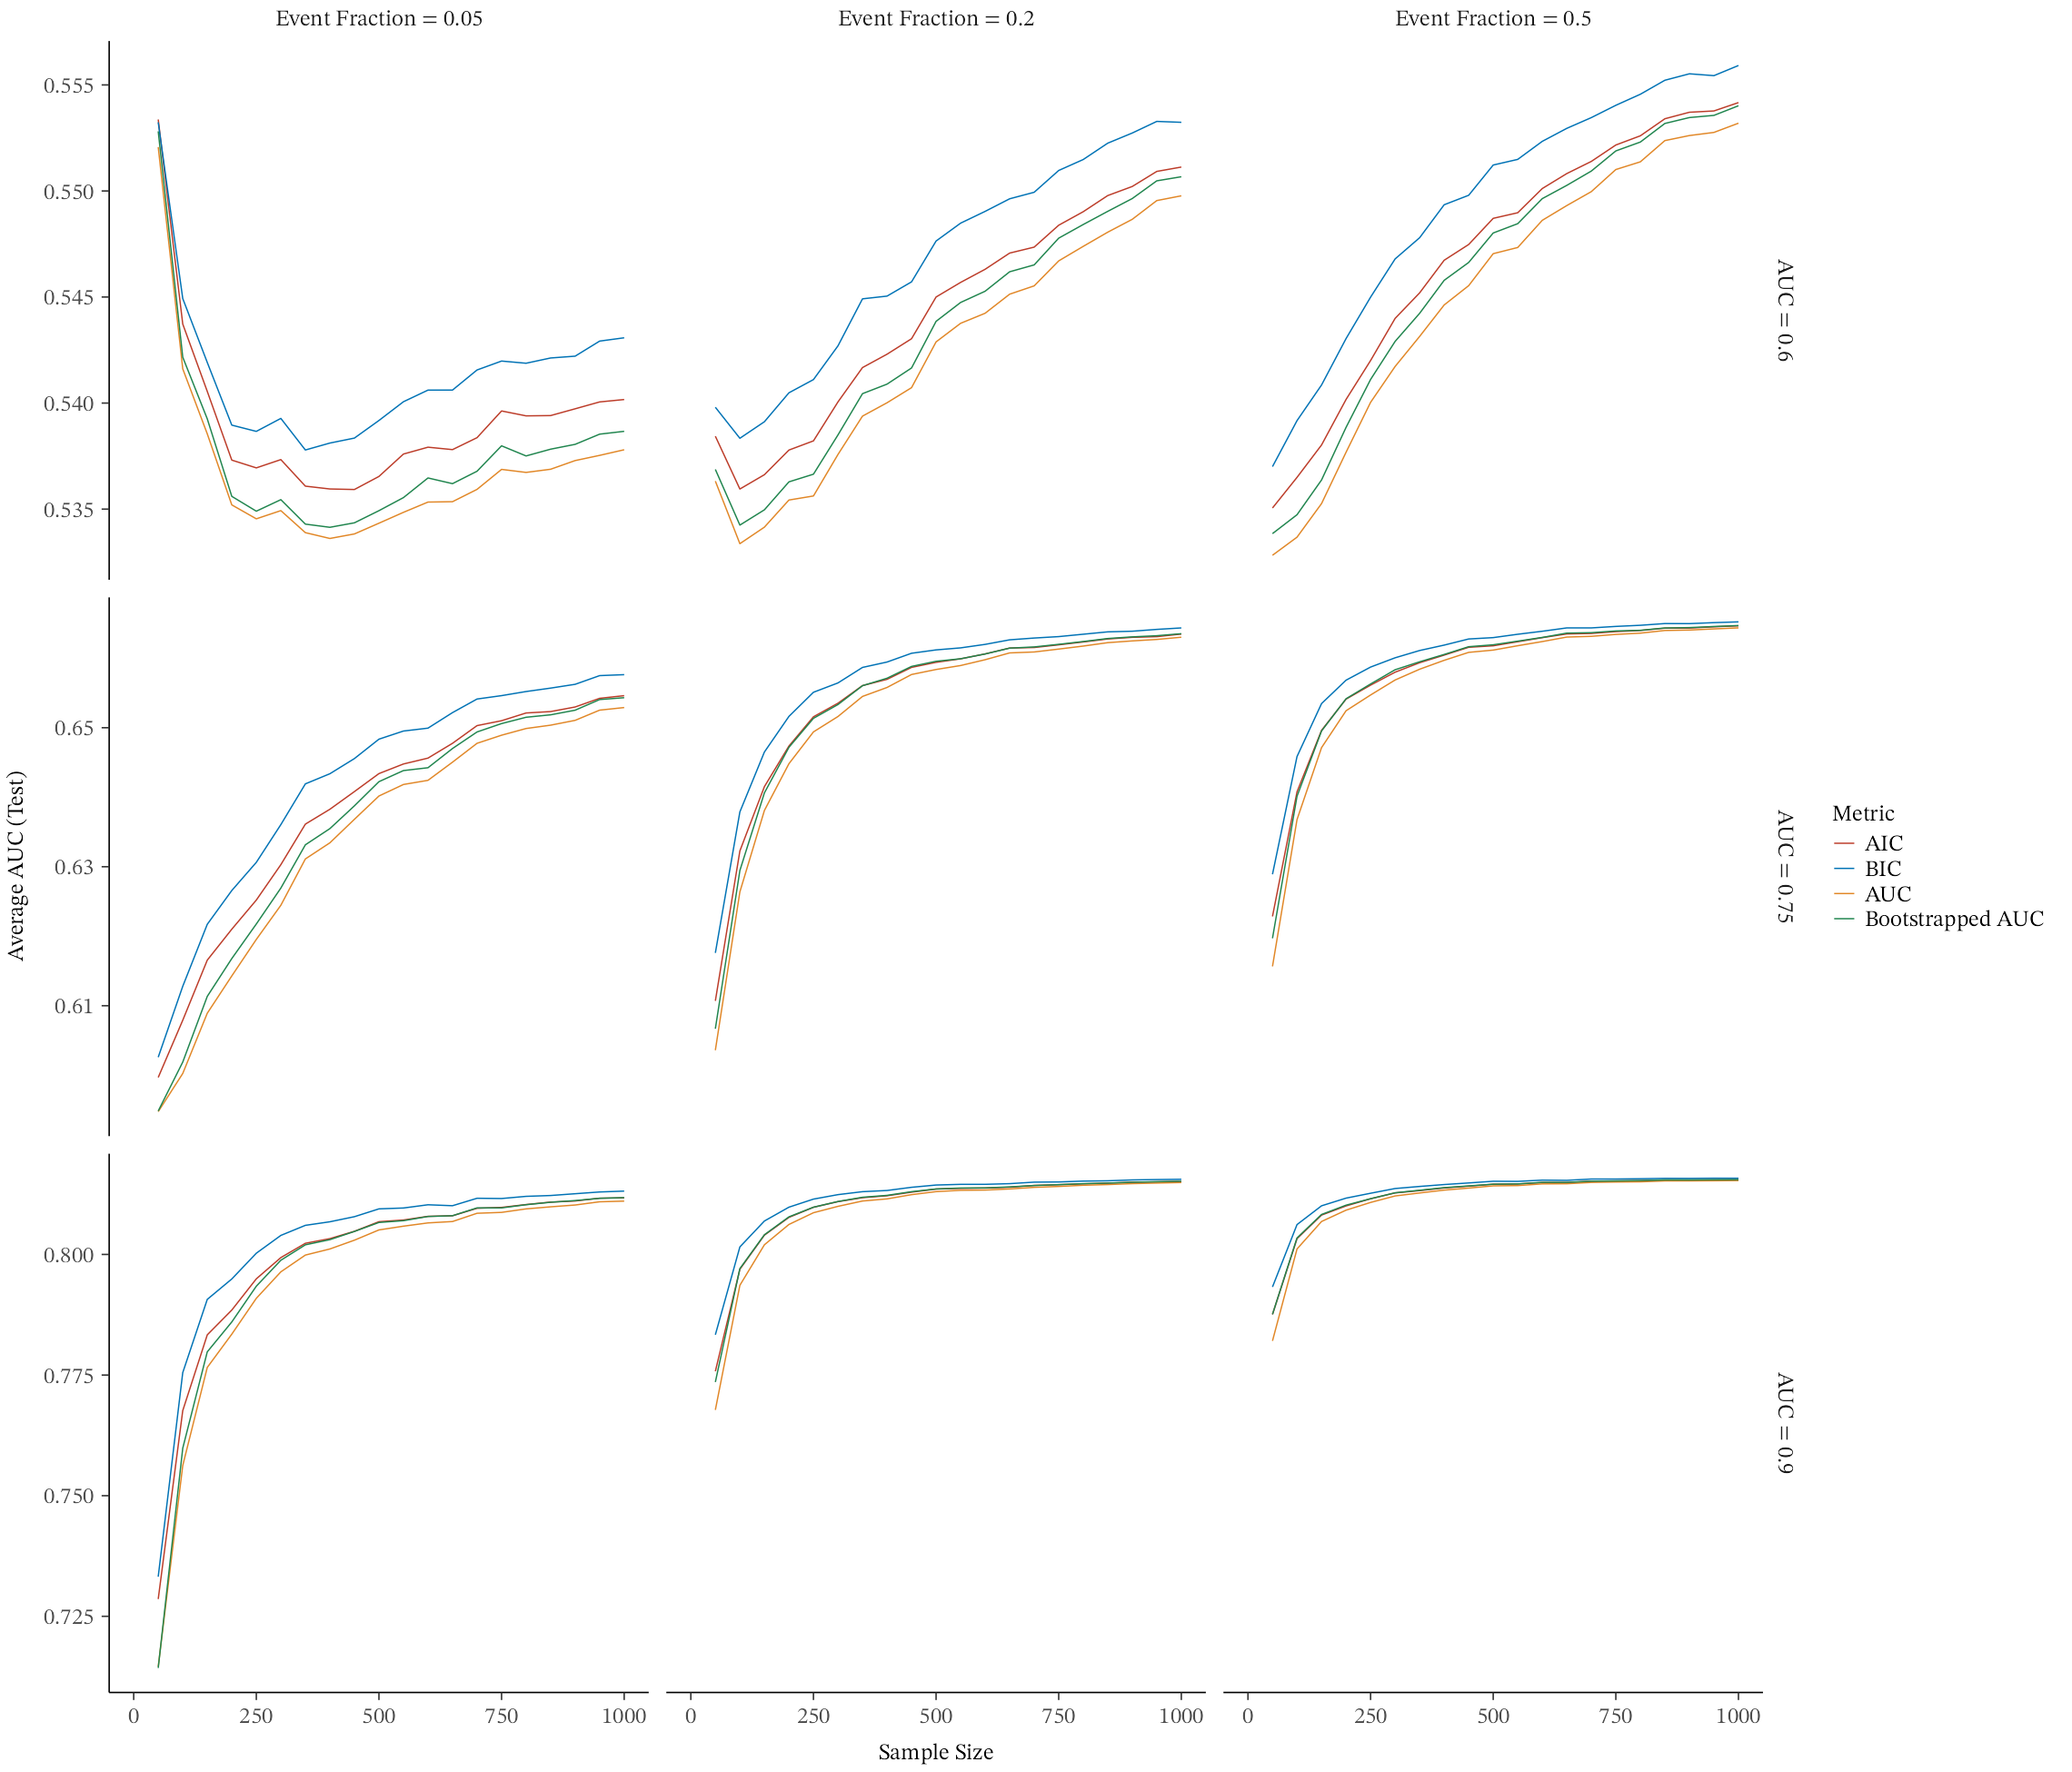 Event Fraction = 0.05
Event Fraction = 0.2
Event Fraction = 0.5
0.555
0.550
0.545
0.540
0.535
AUC = 0.6
0.65
0.63
0.61
AUC = 0.75
0.800
0.775
0.750
0.725
AUC = 0.9
0 250 500 750 1000
0 250 500 750 1000
0 250 500 750 1000
Sample Size
Average AUC (Test)
Metric
AIC
BIC
AUC
Bootstrapped AUC